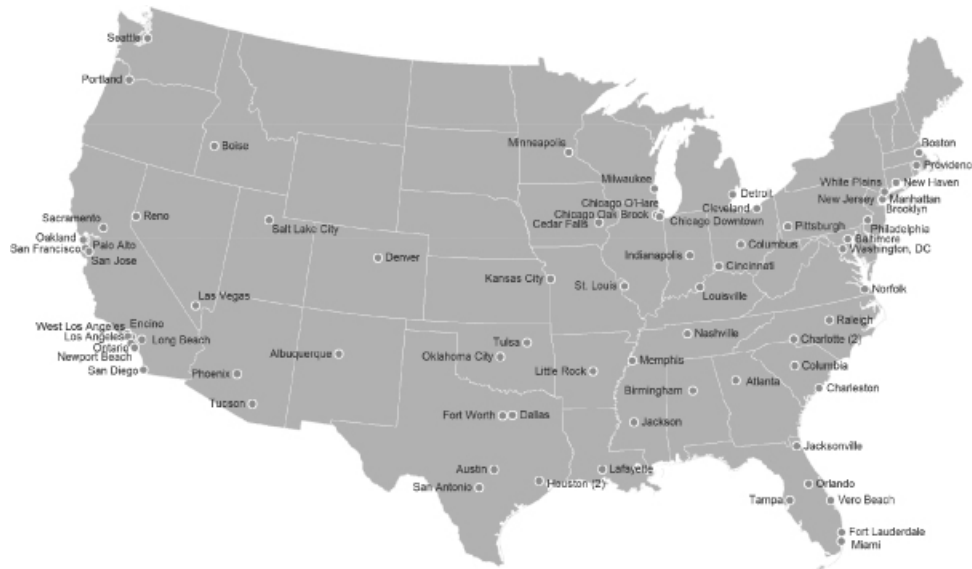 Seattle
Portland
Boise
Minneapolis
Milwaukee
Detroit
Boston
Providence
White Plains
New Haven
New Jersey
Manhattan
Brooklyn
Chicago O'Hare
Chicago Oak Brook
Chicago Downtown
Cleveland
Cedar Falls
Pittsburgh
Philadelphia
Baltimore
Washington, DC
Sacramento
Reno
Salt Lake City
Oakland
Palo Alto
San Francisco
San Jose
Denver
Indianapolis
Columbus
Cincinnati
Kansas City
St. Louis
Louisville
Norfolk
Las Vegas
Raleigh
West Los Angeles
Encino
Los Angeles
Long Beach
Ontario
Newport Beach
San Diego
Albuquerque
Tulsa
Oklahoma City
Nashville
Charlotte (2)
Memphis
Little Rock
Columbia
Phoenix
Birmingham
Atlanta
Charleston
Tucson
Fort Worth
Dallas
Jackson
Jacksonville
Austin
San Antonio
Houston (2)
Lafayette
Orlando
Tampa
Vero Beach
Fort Lauderdale
Miami